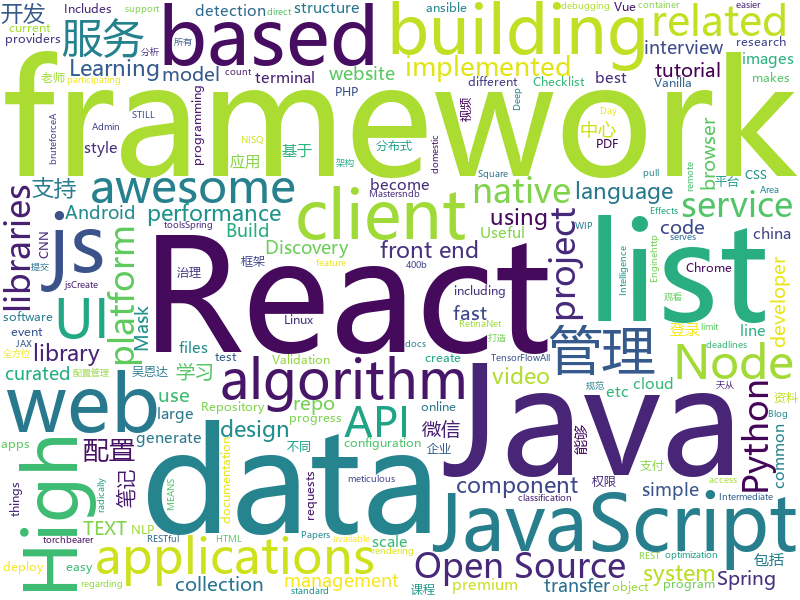 framework
React
Java
data
JavaScript
list
based
building
web
algorithm
applications
client
High
js
Node
UI
API
Python
awesome
native
service
related
Open Source
管理
服务
配置
libraries
library
platform
project
implemented
component
system
design
performance
language
video
using
Spring
Android
front end
Discovery
management
collection
transfer
developer
browser
interview
tutorial
website
Learning
model
detection
structure
开发
支持
学习
笔记
微信
登录
中心
应用
基于
包括
能够
视频
资料
权限
支付
企业
不同
治理
框架
吴恩达
老师
分布式
架构
平台
分析
所有
课程
规范
打造
观看
天从
提交
全方位
配置管理
TEXT
NLP
Mask
CNN
JAX
repo
Build
use
curated
generate
large
files
test
easy
apps
things
software
event
current
providers
Includes
style
terminal
programming
PHP
best
different
become
Useful
fast
including
400b
Linux
Validation
etc
cloud
code
simple
scale
premium
common
line
china
Chrome
images
research
makes
Checklist
Vanilla
PDF
Vue
ansible
debugging
direct
container
support
easier
count
participating
NISQ
Deep
Day
Admin
STILL
bruteforceA
domestic
Mastersndb
toolsSpring
Square
pull
remote
CSS
Area
Effects
WIP
serves
Intelligence
Enginehttp
limit
deadlines
feature
RetinaNet
TensorFlowAll
docs
create
configuration
online
Repository
progress
requests
documentation
deploy
radically
MEANS
RESTful
HTML
torchbearer
regarding
standard
Papers
available
rendering
classification
meticulous
Intermediate
access
Blog
REST
optimization
program
object
jsCreate